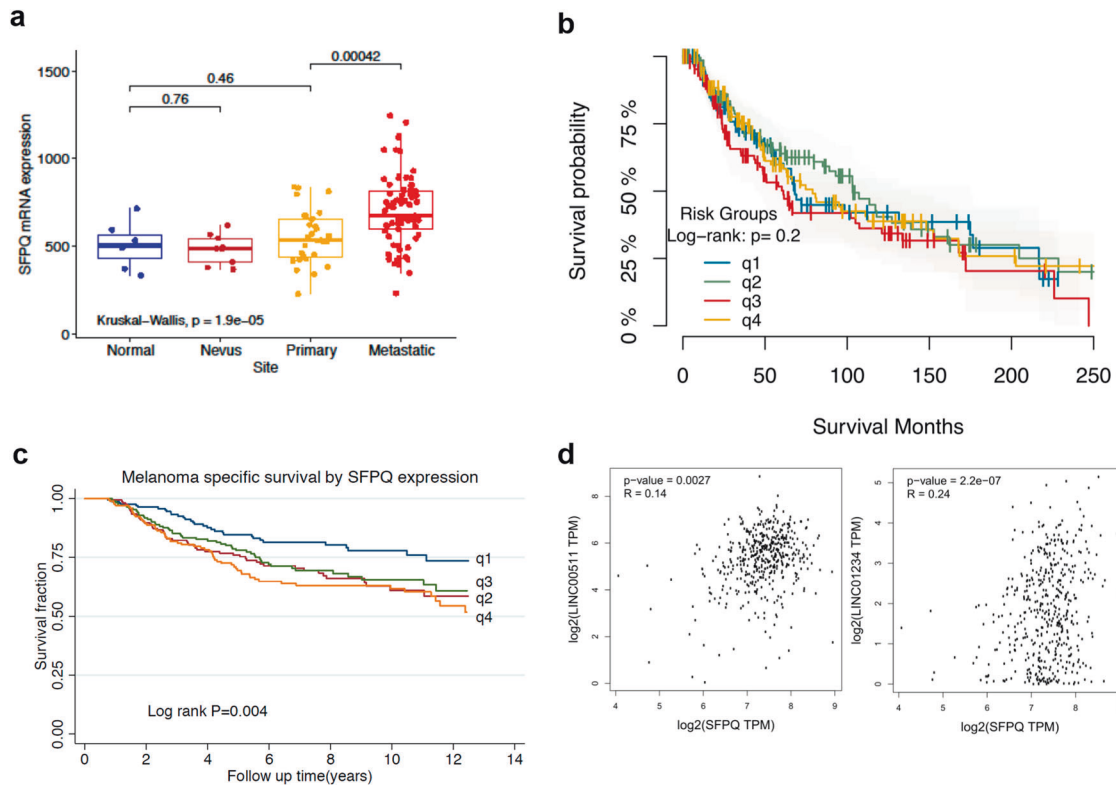 a
SFPQ mRNA expression
1500
1000
500
0
0.00042
0.46
0.76
Kruskal-Wallis, p = 1.9e-05
Normal Nevus Primary Metastatic
Site
b
Survival probability
75 %
50 %
25 %
0 %
Risk Groups
Log-rank: p= 0.2
q1
q2
q3
q4
0 50 100 150 200 250
Survival Months
c
Melanoma specific survival by SFPQ expression
Survival fraction
1.00
0.75
0.50
0.25
0.00
q1
q3
q2
q4
Log rank P=0.004
0 2 4 6 8 10 12 14
Follow up time(years)
d
p-value = 0.0027
R = 0.14
log2(LINC00511 TPM)
8
6
4
2
0
4 5 6 7 8 9
log2(SFPQ TPM)
p-value = 2.2e-07
R = 0.24
log2(LINC01234 TPM)
5
4
3
2
1
0
4 5 6 7 8
log2(SFPQ TPM)